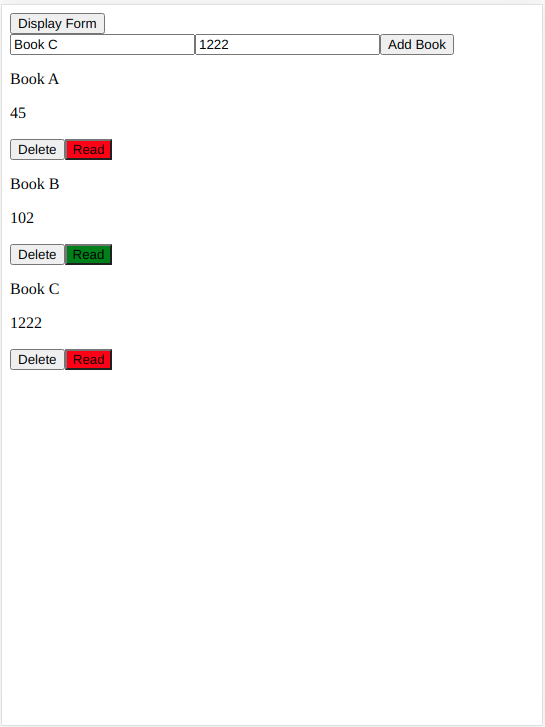 Display Form
Book C 1222 Add Book
Book A
45
Delete Read
Book B
102
Delete Read
Book C
1222
Delete Read